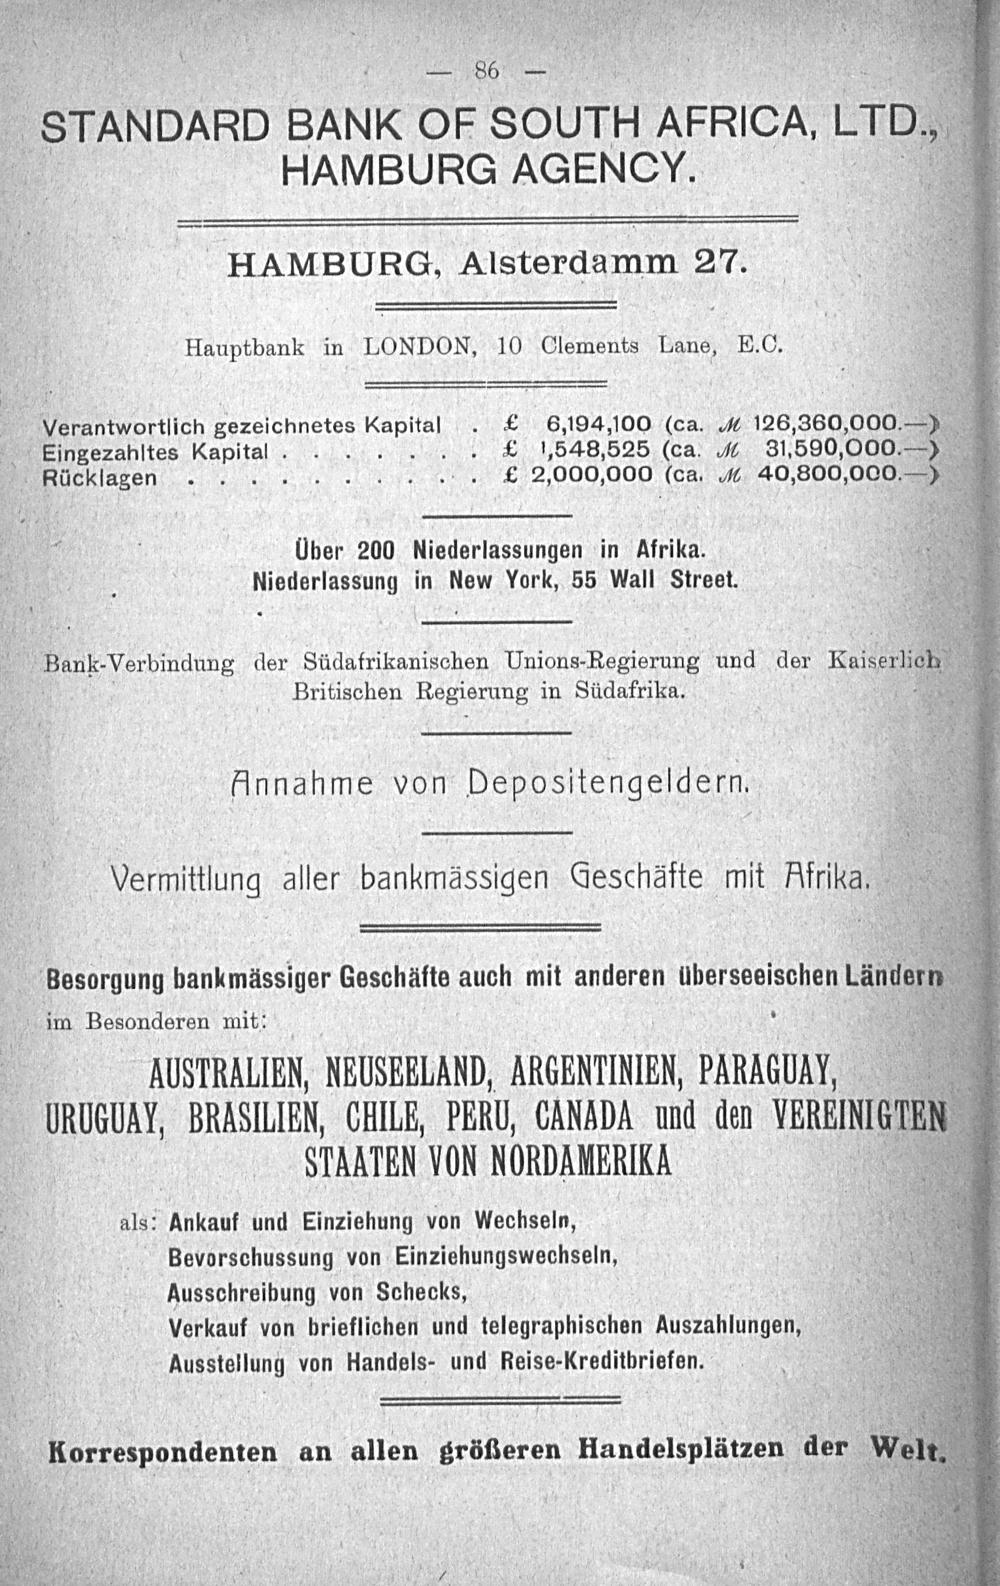 — 86 —
STANDARD BANK OF SOUTH AFRICA, LTD.,
HAMBURG AGENCY.
HAMBURG, Alsterdamm 27.
Hauptbank in LONDON, 10 Clements Lane, E.C.
Verantwortlich gezeichnetes Kapital . £ 6,194,100 (ca. ℳ 126,360,000.—)
Eingezahltes Kapital . . . . . . . £ 1,548,525 (ca. ℳ 31,590,000.—)
Rücklagen . . . . . . . . . . £ 2,000,000 (ca. ℳ 40,800,000.—)
Über 200 Niederlassungen in Afrika.
Niederlassung in New York, 55 Wall Street.
Bank-Verbindung der Südafrikanischen Unions-Regierung und der Kaiserlich
Britischen Regierung in Südafrika.
Annahme von Depositengeldern.
Vermittlung aller bankmässigen Geschäfte mit Afrika.
Besorgung bankmässiger Geschäfte auch mit anderen überseeischen Ländern
im Besonderen mit:
AUSTRALIEN, NEUSEELAND, ARGENTINIEN, PARAGUAY,
URUGUAY, BRASILIEN, CHILE, PERU, CANADA und den VEREINIGTEN
STAATEN VON NORDAMERIKA
als: Ankauf und Einziehung von Wechseln,
Bevorschussung von Einziehungswechseln,
Ausschreibung von Schecks,
Verkauf von brieflichen und telegraphischen Auszahlungen,
Ausstellung von Handels- und Reise-Kreditbriefen.
Korrespondenten an allen größeren Handelsplätzen der Welt.